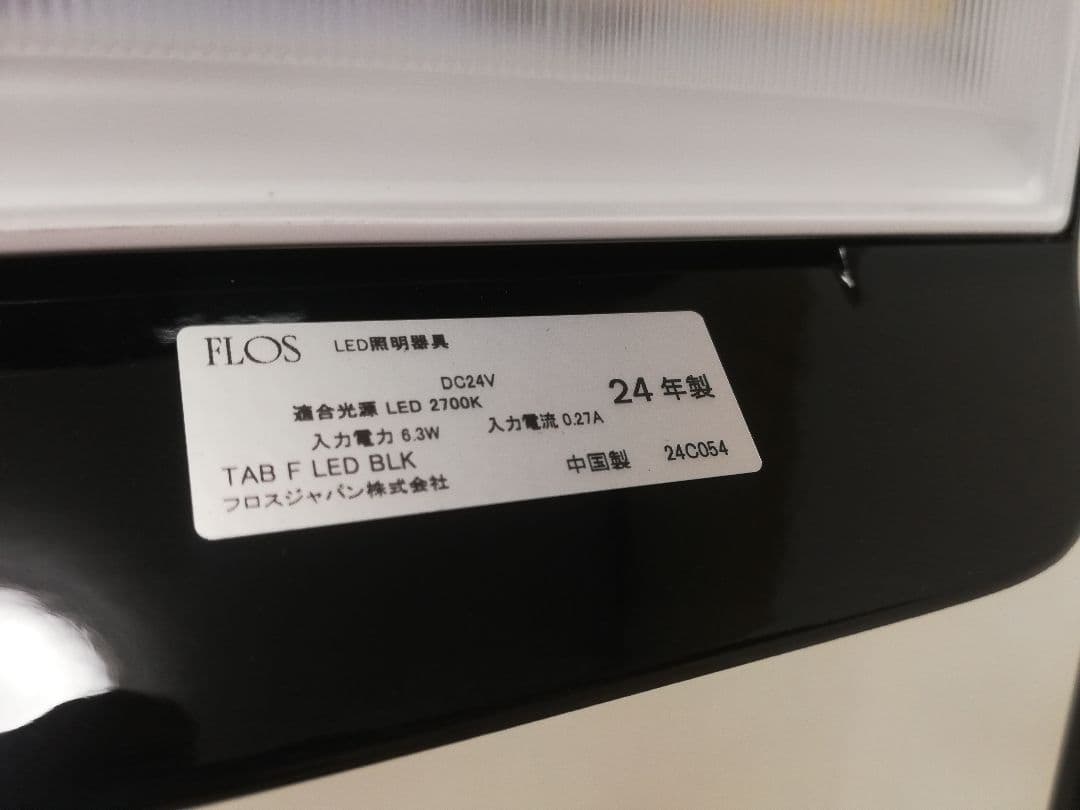 FLOS LED照明器具
DC24V
適合光源 LED 2700K 24年製
入力電力 6.3W 入力電流 0.27A
TAB F LED BLK 中国製 24C054
フロスジャパン株式会社